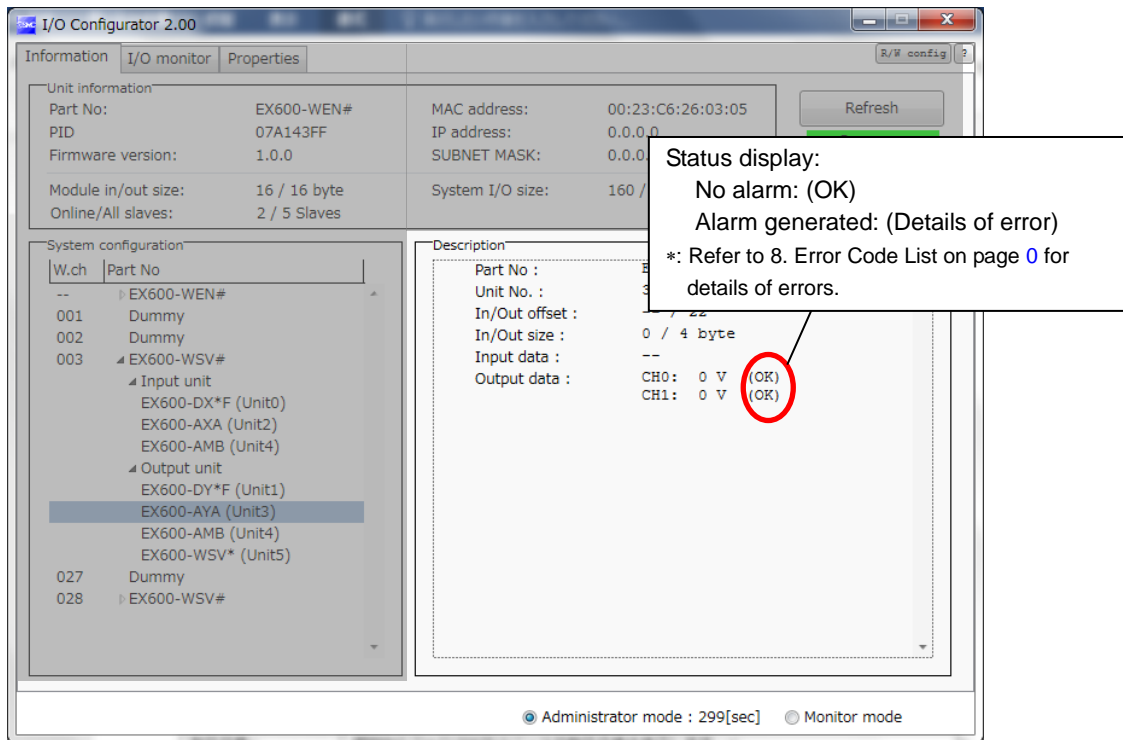 I/O Configurator 2.00
Information I/O monitor Properties R/W config ?
Unit information
Part No: EX600-WEN# MAC address: 00:23:C6:26:03:05 Refresh
PID 07A143FF IP address: 0.0.0.0
Firmware version: 1.0.0 SUBNET MASK: 0.0.0.
Module in/out size: 16 / 16 byte System I/O size: 160 /
Online/All slaves: 2 / 5 Slaves
Status display:
No alarm: (OK)
Alarm generated: (Details of error)
*: Refer to 8. Error Code List on page 0 for
details of errors.
System configuration
W.ch Part No
-- EX600-WEN#
001 Dummy
002 Dummy
003 EX600-WSV#
Input unit
EX600-DX*F (Unit0)
EX600-AXA (Unit2)
EX600-AMB (Unit4)
Output unit
EX600-DY*F (Unit1)
EX600-AYA (Unit3)
EX600-AMB (Unit4)
EX600-WSV* (Unit5)
027 Dummy
028 EX600-WSV#
Description
Part No :
Unit No. :
In/Out offset : -- / 22
In/Out size : 0 / 4 byte
Input data : --
Output data : CH0: 0 V (OK)
CH1: 0 V (OK)
Administrator mode : 299[sec] Monitor mode